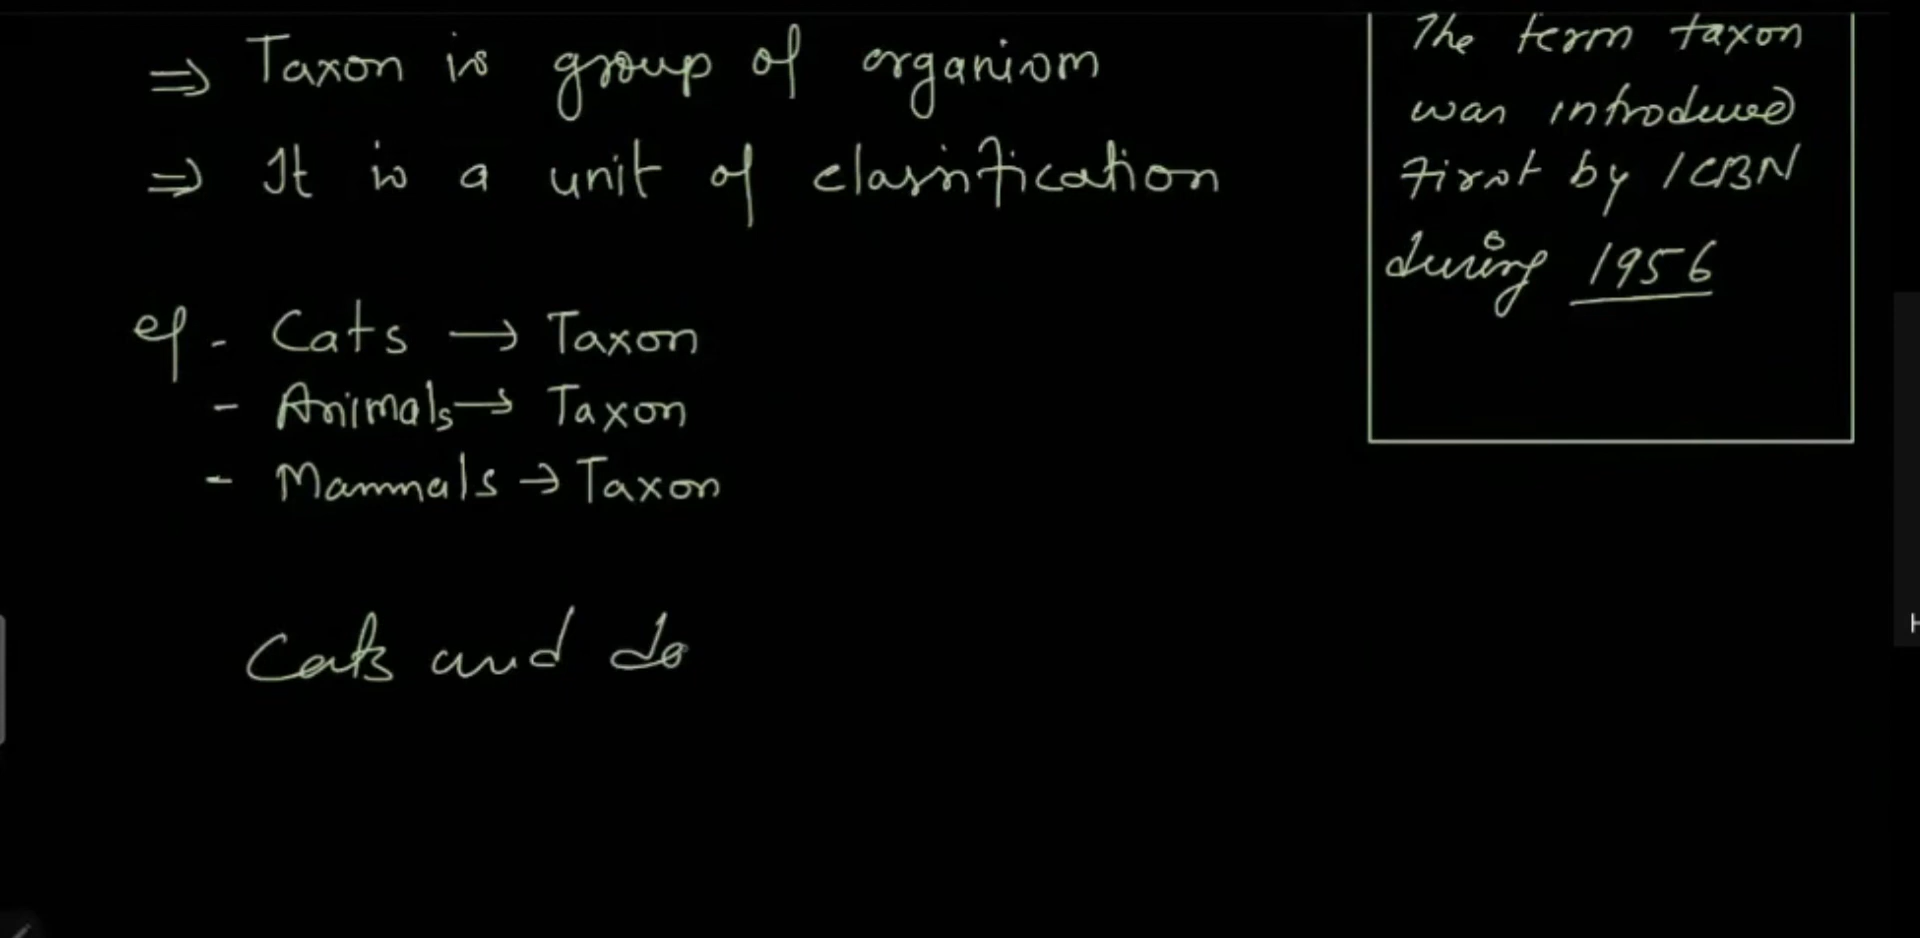 ⇒ Taxon is group of organism
⇒ It is a unit of classification
eg - Cats → Taxon
- Animals → Taxon
- Mammals → Taxon
Cats and do
The term taxon
was introduced
first by ICBN
during 1956
H